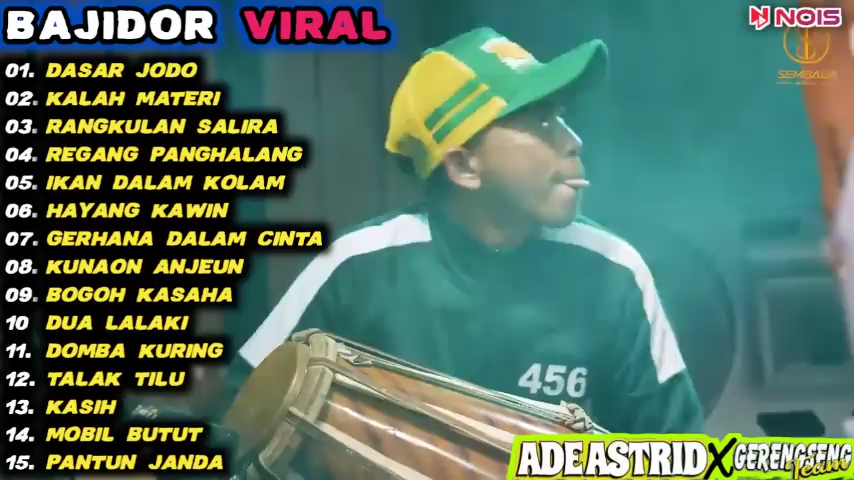 BAJIDOR VIRAL
NOIS
SEMBALA
01. DASAR JODO
02. KALAH MATERI
03. RANGKULAN SALIRA
04. REGANG PANGHALANG
05. IKAN DALAM KOLAM
06. HAYANG KAWIN
07. GERHANA DALAM CINTA
08. KUNAON ANJEUN
09. BOGOH KASAHA
10 DUA LALAKI
11. DOMBA KURING
12. TALAK TILU
13. KASIH
14. MOBIL BUTUT
15. PANTUN JANDA
456
ADE ASTRID X GERENGSENG
Team